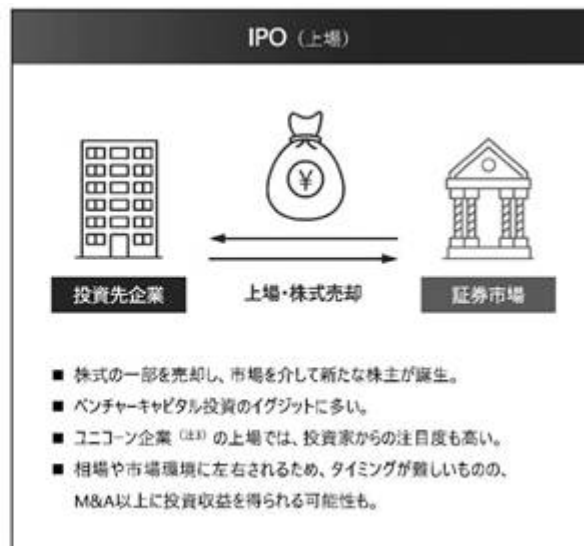 IPO（上場）
¥
投資先企業
上場・株式売却
証券市場
■ 株式の一部を売却し、市場を介して新たな株主が誕生。
■ ベンチャーキャピタル投資のイグジットに多い。
■ ユニコーン企業（注3）の上場では、投資家からの注目度も高い。
■ 相場や市場環境に左右されるため、タイミングが難しいものの、
M&A以上に投資収益を得られる可能性も。